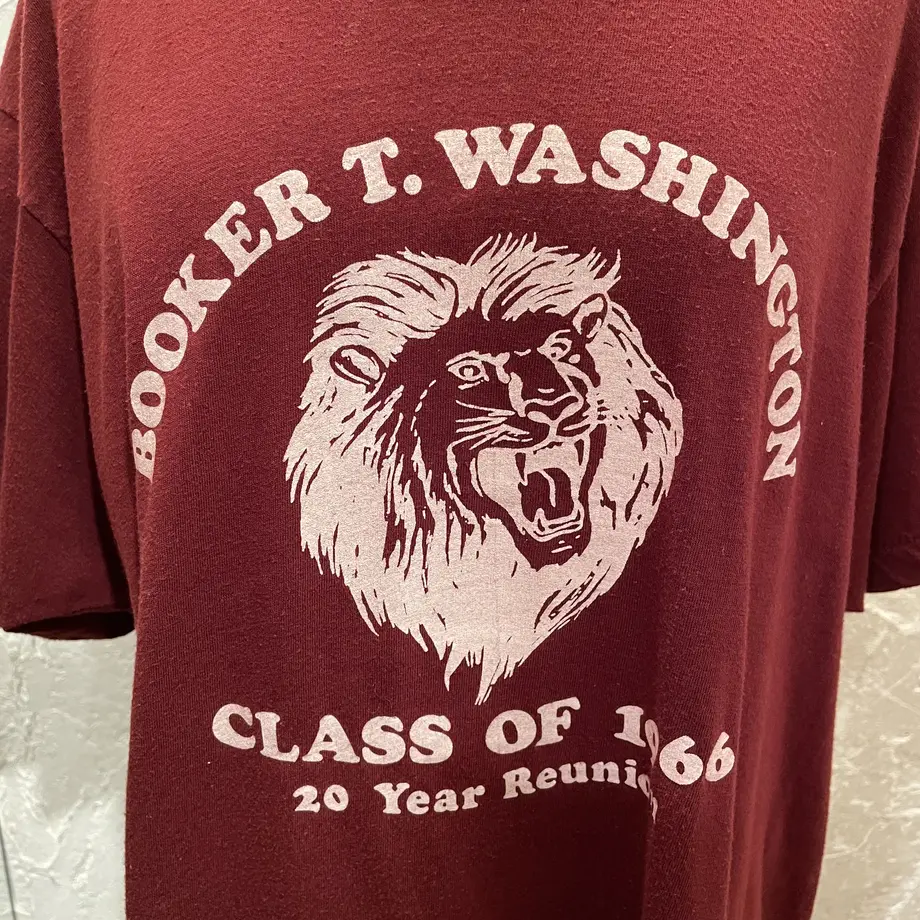 BOOKER T. WASHINGTON
CLASS OF 1966
20 Year Reunion